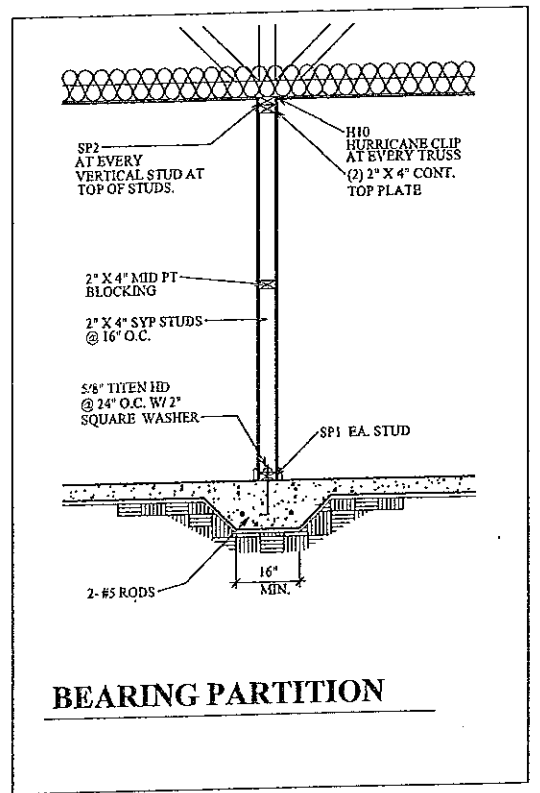 SP2
AT EVERY
VERTICAL STUD AT
TOP OF STUDS.
H10
HURRICANE CLIP
AT EVERY TRUSS
(2) 2" X 4" CONT.
TOP PLATE
2" X 4" MID PT
BLOCKING
2" X 4" SYP STUDS
@ 16" O.C.
5/8" TITEN HD
@ 24" O.C. W/ 2"
SQUARE WASHER
SP1 EA. STUD
2- #5 RODS
16"
MIN.
BEARING PARTITION